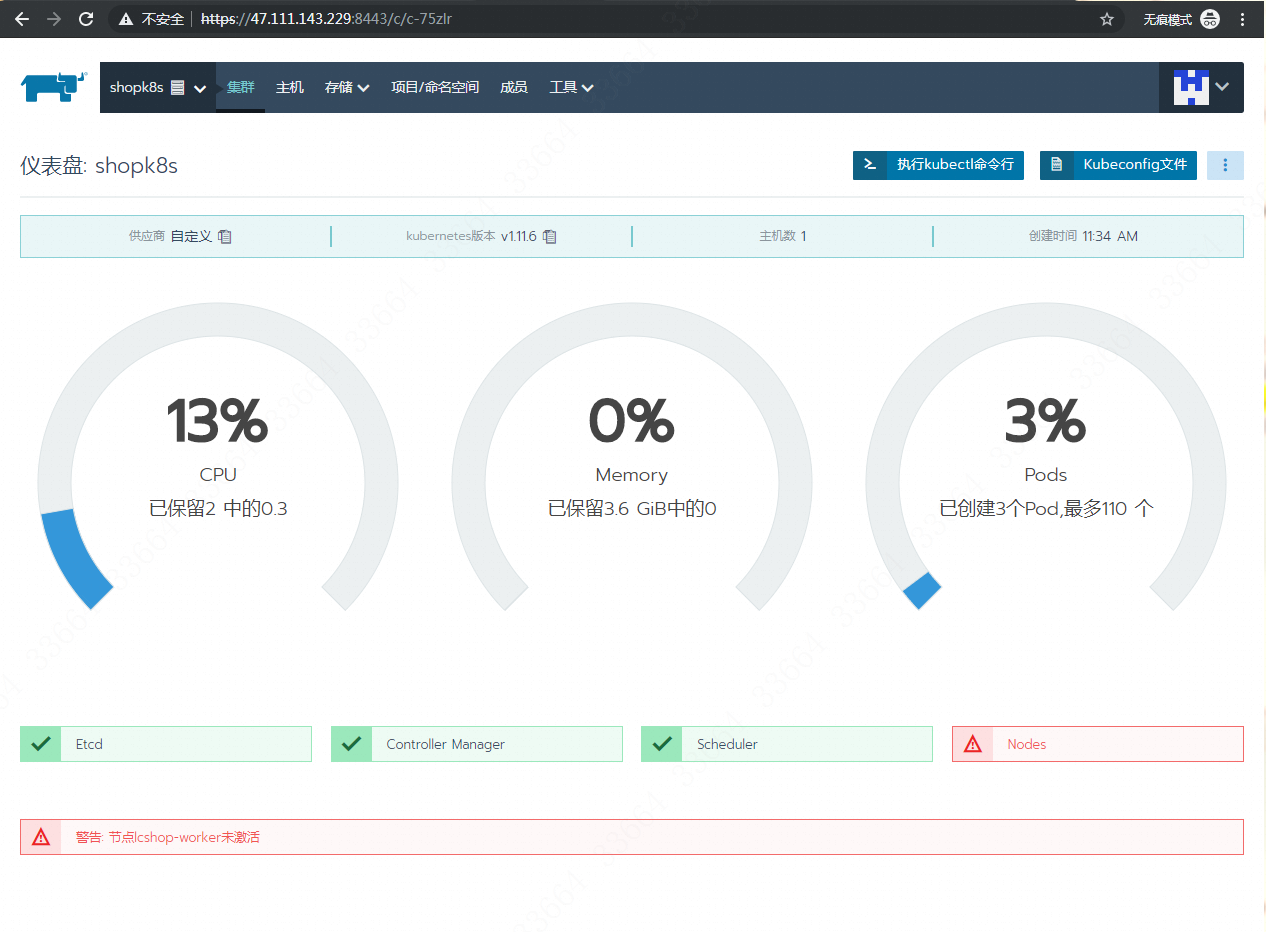 不安全 https://47.111.143.229:8443/c/c-75zlr 无痕模式
shopk8s 集群 主机 存储 项目/命名空间 成员 工具
仪表盘: shopk8s 执行kubectl命令行 Kubeconfig文件
供应商 自定义 kubernetes版本 v1.11.6 主机数 1 创建时间 11:34 AM
13% 0% 3%
CPU Memory Pods
已保留2 中的0.3 已保留3.6 GiB中的0 已创建3个Pod,最多110 个
Etcd Controller Manager Scheduler Nodes
警告: 节点lcshop-worker未激活
33664 33664 33664 33664